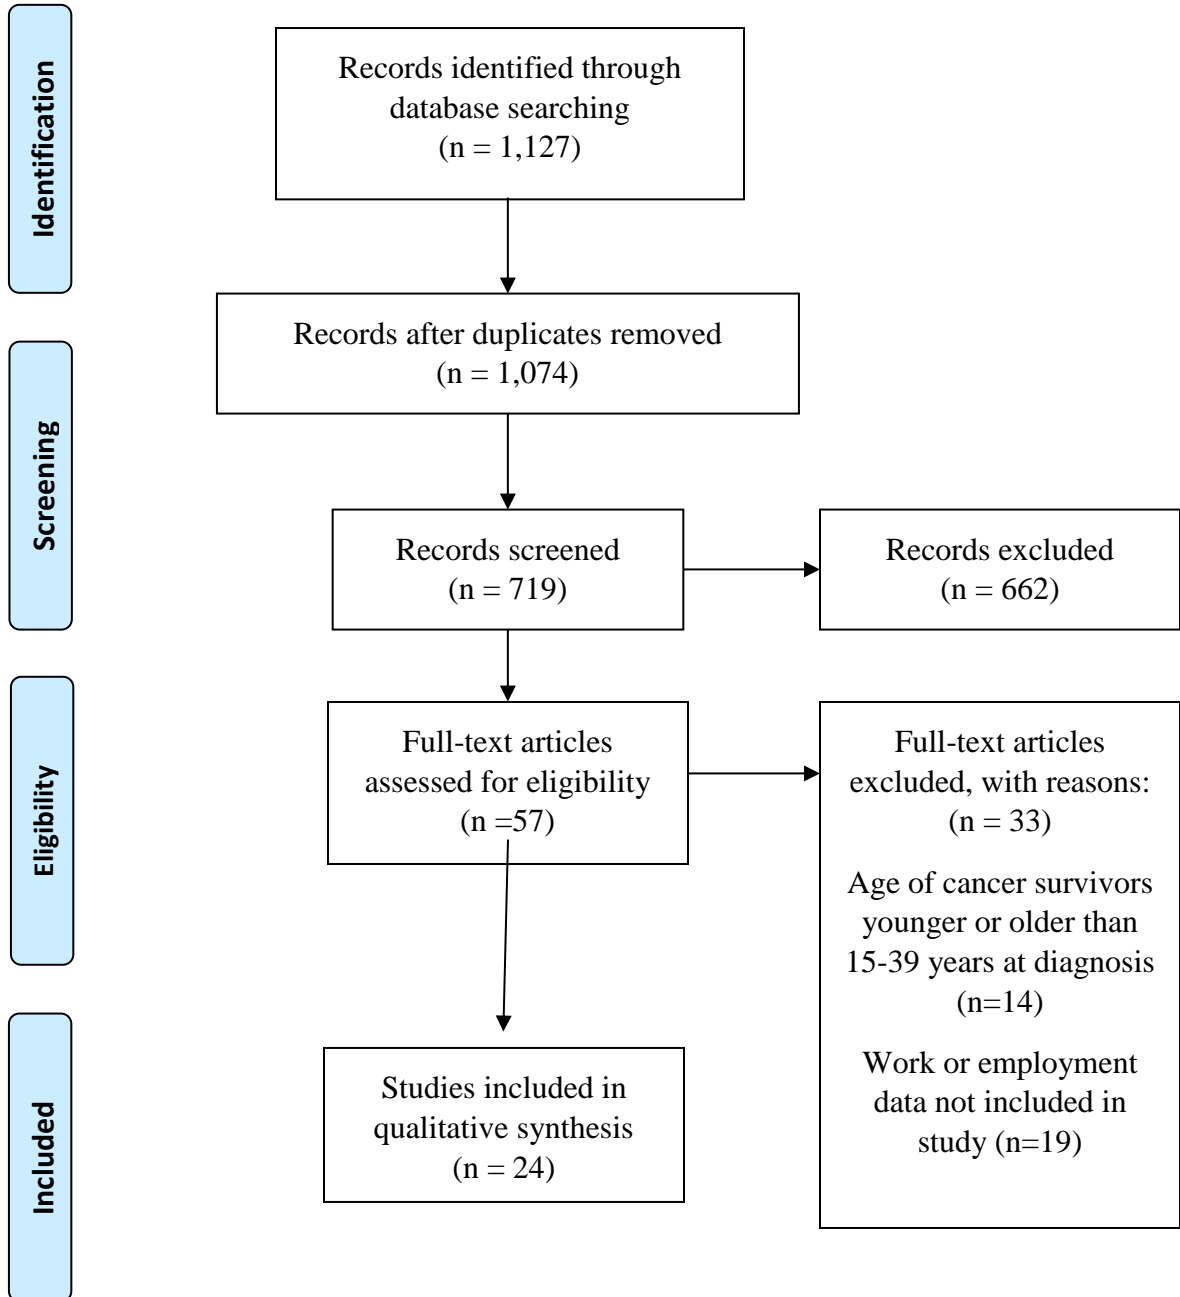 Identification
Records identified through
database searching
(n = 1,127)
Records after duplicates removed
(n = 1,074)
Screening
Records screened
(n = 719)
Records excluded
(n = 662)
Eligibility
Full-text articles
assessed for eligibility
(n =57)
Full-text articles
excluded, with reasons:
(n = 33)
Age of cancer survivors
younger or older than
15-39 years at diagnosis
(n=14)
Work or employment
data not included in
study (n=19)
Included
Studies included in
qualitative synthesis
(n = 24)